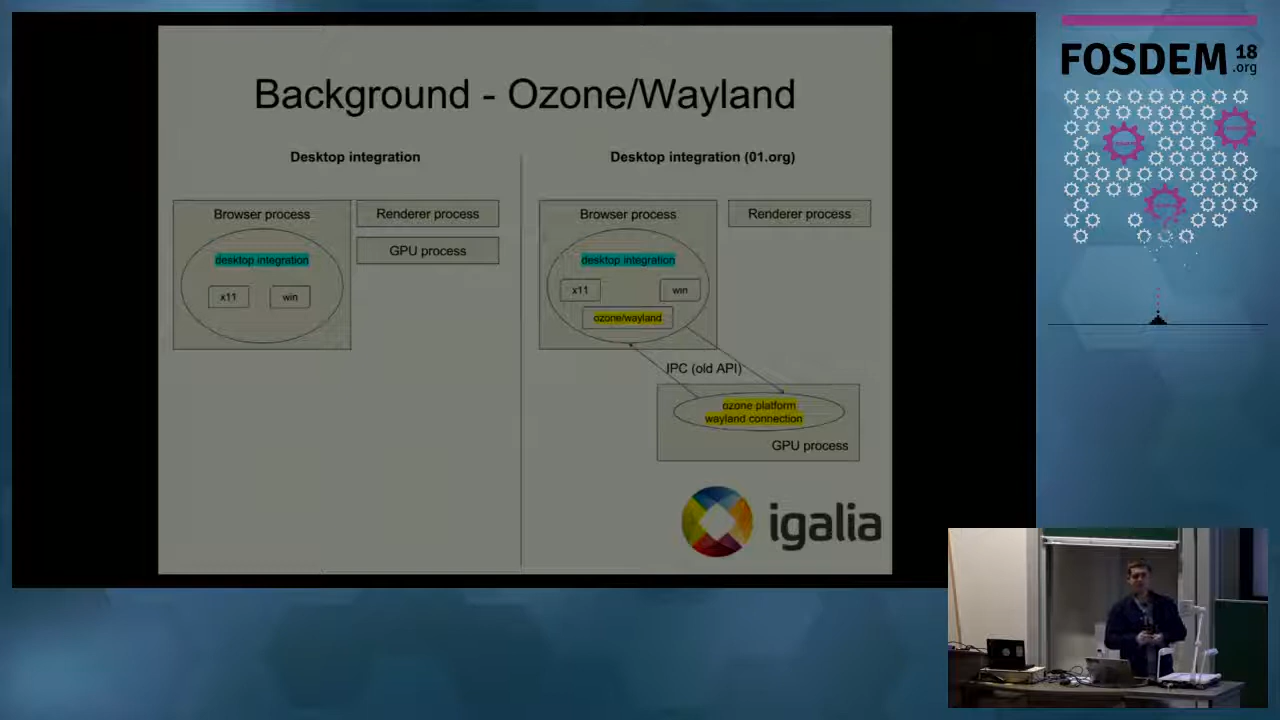 Background - Ozone/Wayland
Desktop integration
Browser process
desktop integration
x11
win
Renderer process
GPU process
Desktop integration (01.org)
Browser process
desktop integration
x11
win
ozone/wayland
Renderer process
IPC (old API)
ozone platform
wayland connection
GPU process
igalia
FOSDEM 18
.org